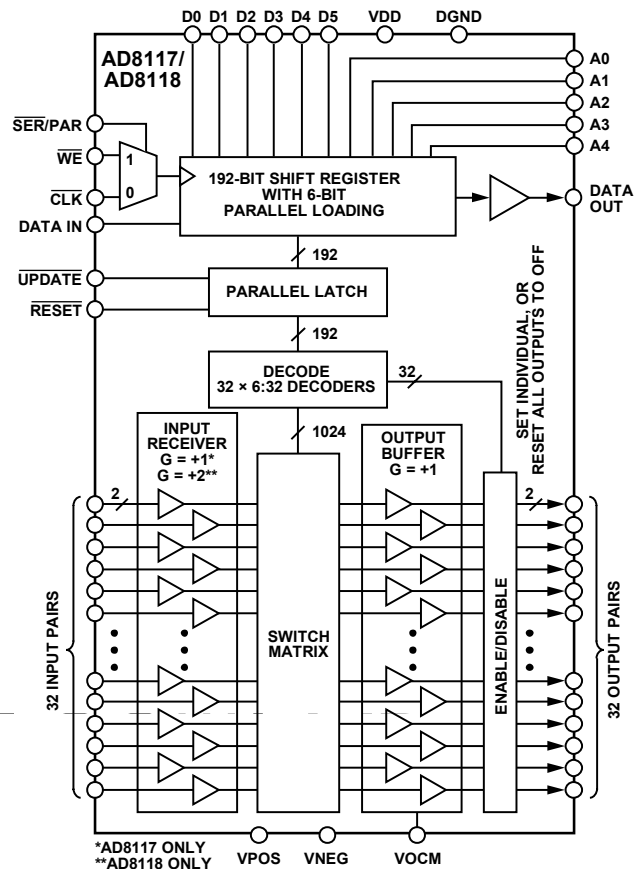 D0 D1 D2 D3 D4 D5 VDD DGND
AD8117/
AD8118
A0
A1
A2
A3
A4
SER/PAR
WE
CLK
DATA IN
1
0
192-BIT SHIFT REGISTER
WITH 6-BIT
PARALLEL LOADING
DATA
OUT
192
UPDATE
RESET
PARALLEL LATCH
192
DECODE
32 × 6:32 DECODERS
32
SET INDIVIDUAL, OR
RESET ALL OUTPUTS TO OFF
1024
INPUT
RECEIVER
G = +1*
G = +2**
OUTPUT
BUFFER
G = +1
2
2
32 INPUT PAIRS
SWITCH
MATRIX
ENABLE/DISABLE
32 OUTPUT PAIRS
*AD8117 ONLY
**AD8118 ONLY
VPOS VNEG VOCM